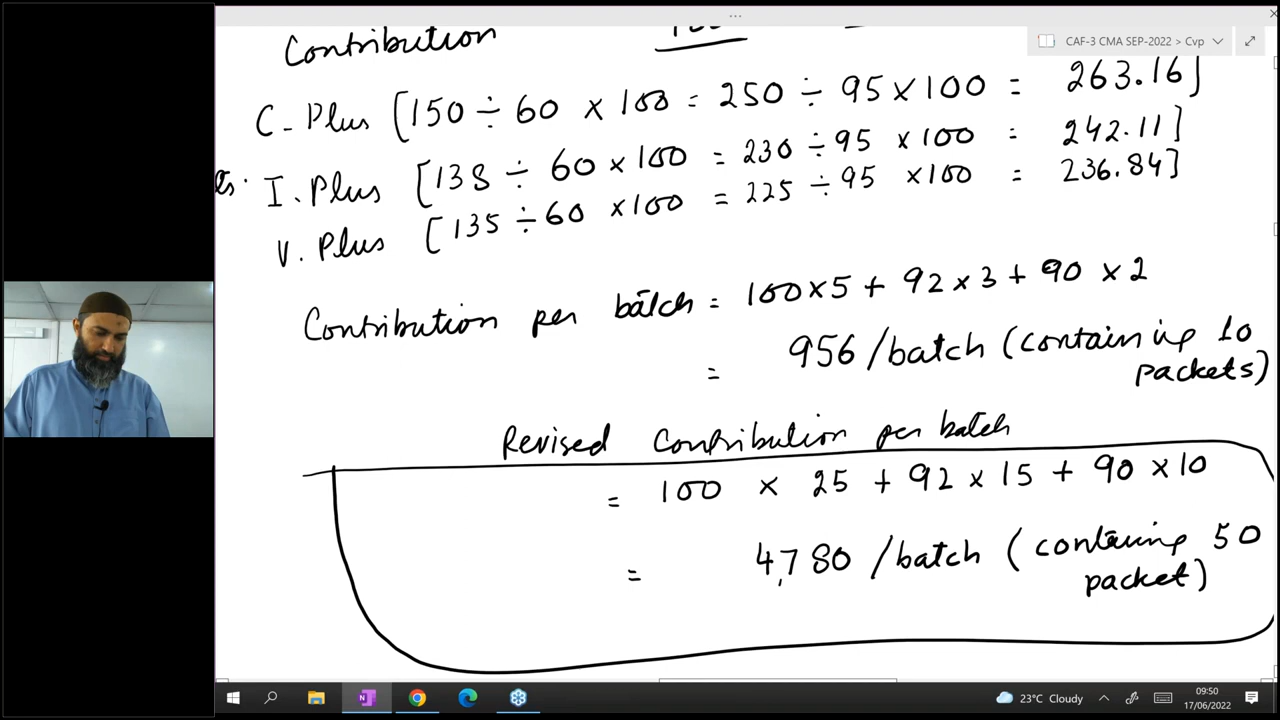 CAF-3 CMA SEP-2022 > Cvp
Contribution
C-Plus [150 ÷ 60 × 100 = 250 ÷ 95 × 100 = 263.16]
I. Plus [138 ÷ 60 × 100 = 230 ÷ 95 × 100 = 242.11]
V. Plus [135 ÷ 60 × 100 = 225 ÷ 95 × 100 = 236.84]
Contribution per batch = 100 × 5 + 92 × 3 + 90 × 2
= 956 /batch (containing 10 packets)
Revised Contribution per batch
= 100 × 25 + 92 × 15 + 90 × 10
= 4,780 /batch (containing 50 packet)
23°C Cloudy
09:50
17/06/2022